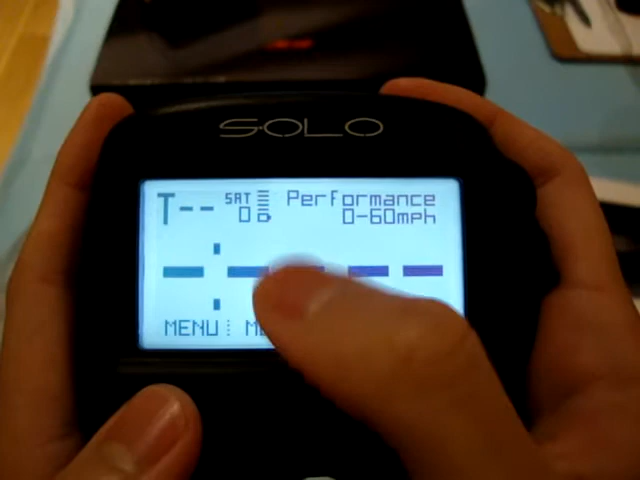 SOLO
T-- SAT 0 Performance
0-60mph
-:-- --
MENU